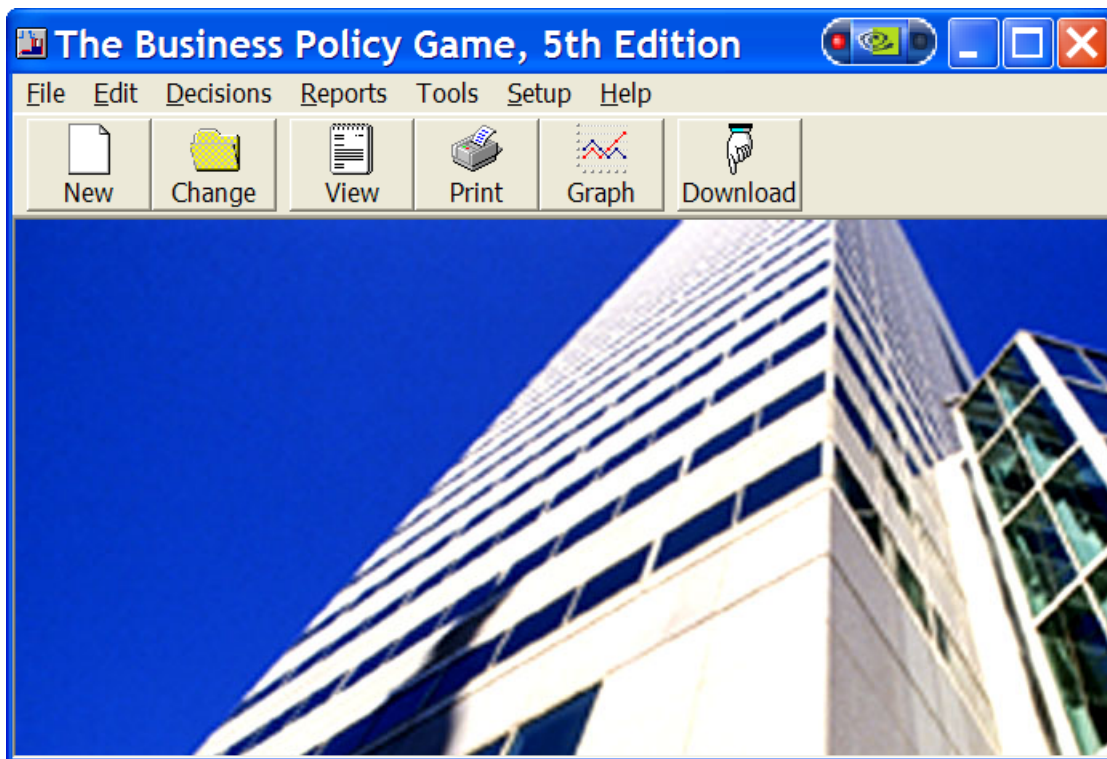 The Business Policy Game, 5th Edition
File Edit Decisions Reports Tools Setup Help
New Change View Print Graph Download